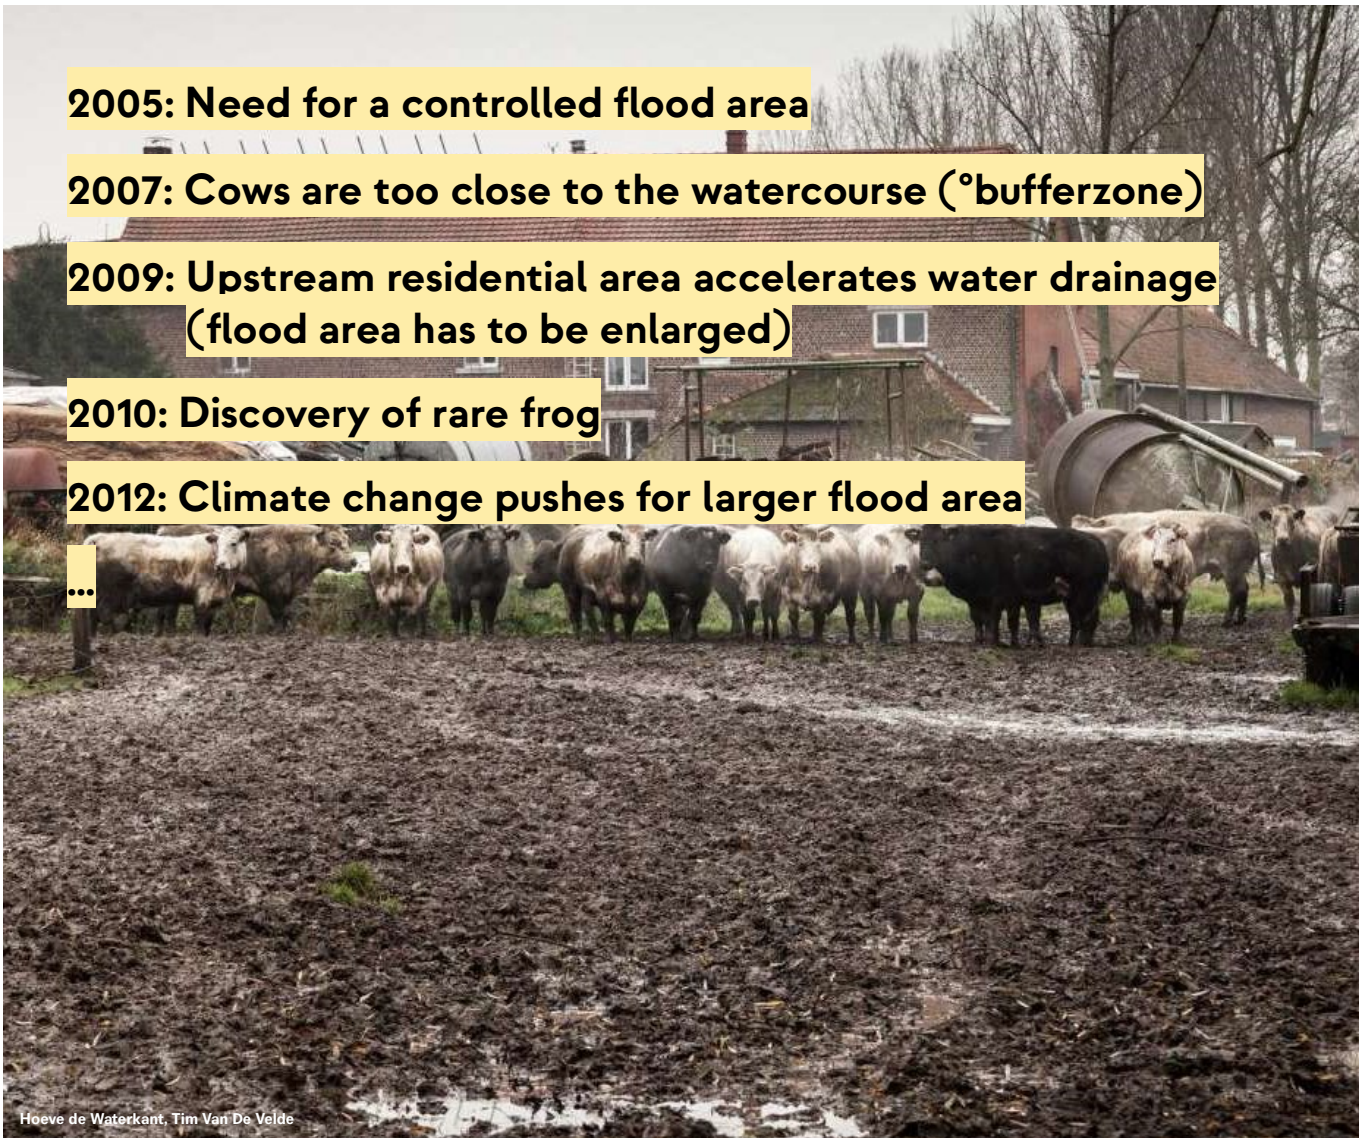 2005: Need for a controlled flood area
2007: Cows are too close to the watercourse (°bufferzone)
2009: Upstream residential area accelerates water drainage
(flood area has to be enlarged)
2010: Discovery of rare frog
2012: Climate change pushes for larger flood area
...
Hoeve de Waterkant, Tim Van De Velde